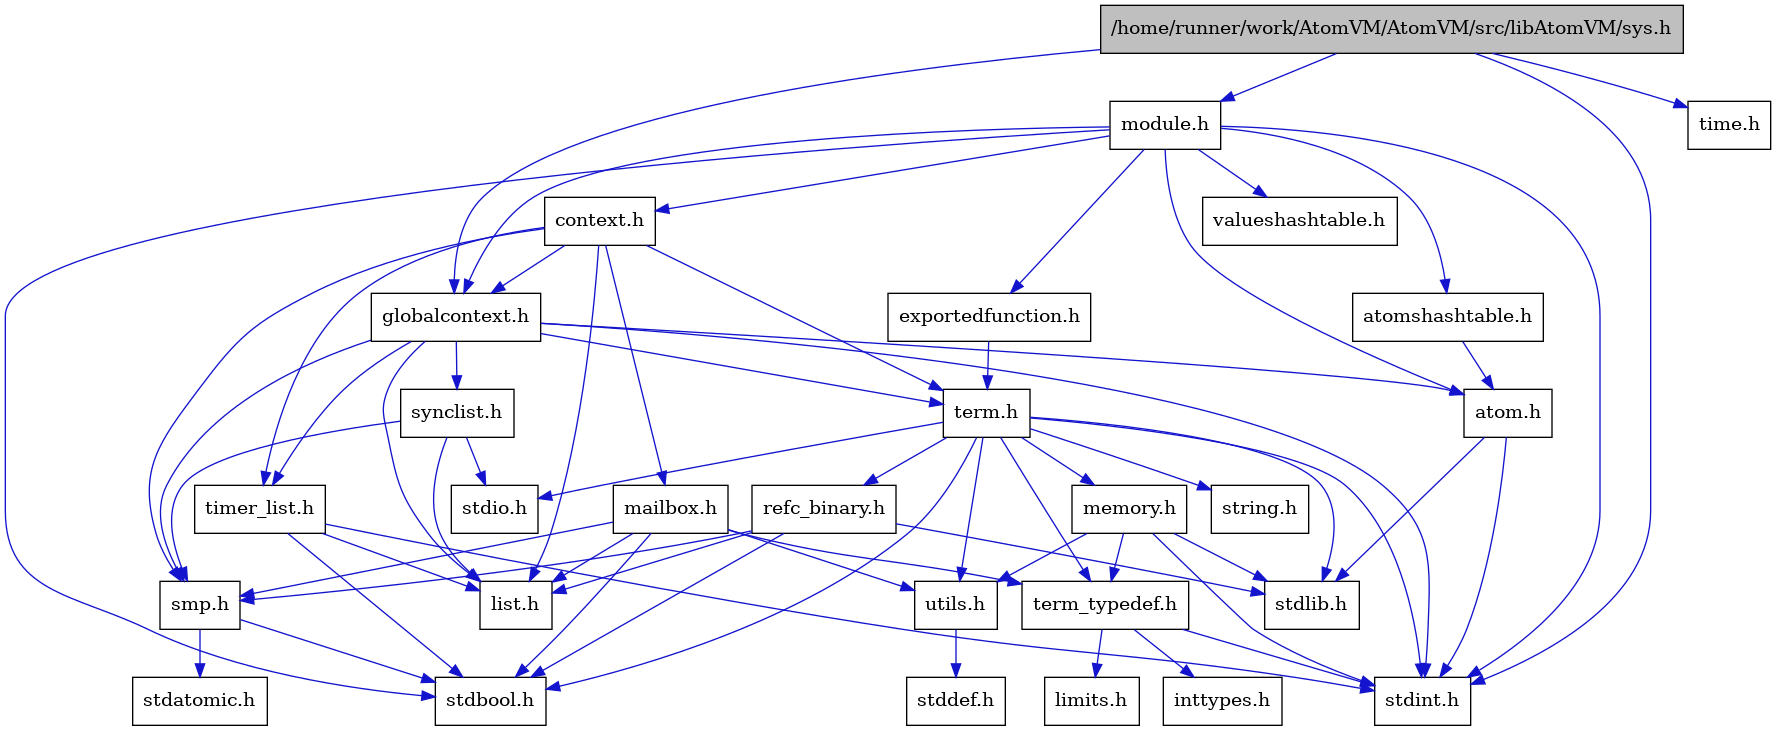 /home/runner/work/AtomVM/AtomVM/src/libAtomVM/sys.h
module.h
time.h
context.h
valueshashtable.h
globalcontext.h
exportedfunction.h
atomshashtable.h
synclist.h
term.h
atom.h
timer_list.h
stdio.h
mailbox.h
refc_binary.h
memory.h
string.h
smp.h
list.h
utils.h
term_typedef.h
stdlib.h
stdatomic.h
stdbool.h
stddef.h
limits.h
inttypes.h
stdint.h